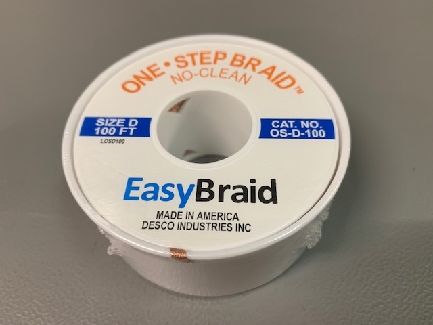 ONE • STEP BRAID™
NO-CLEAN
SIZE D
100 FT
CAT. NO.
OS-D-100
EasyBraid
MADE IN AMERICA
DESCO INDUSTRIES INC